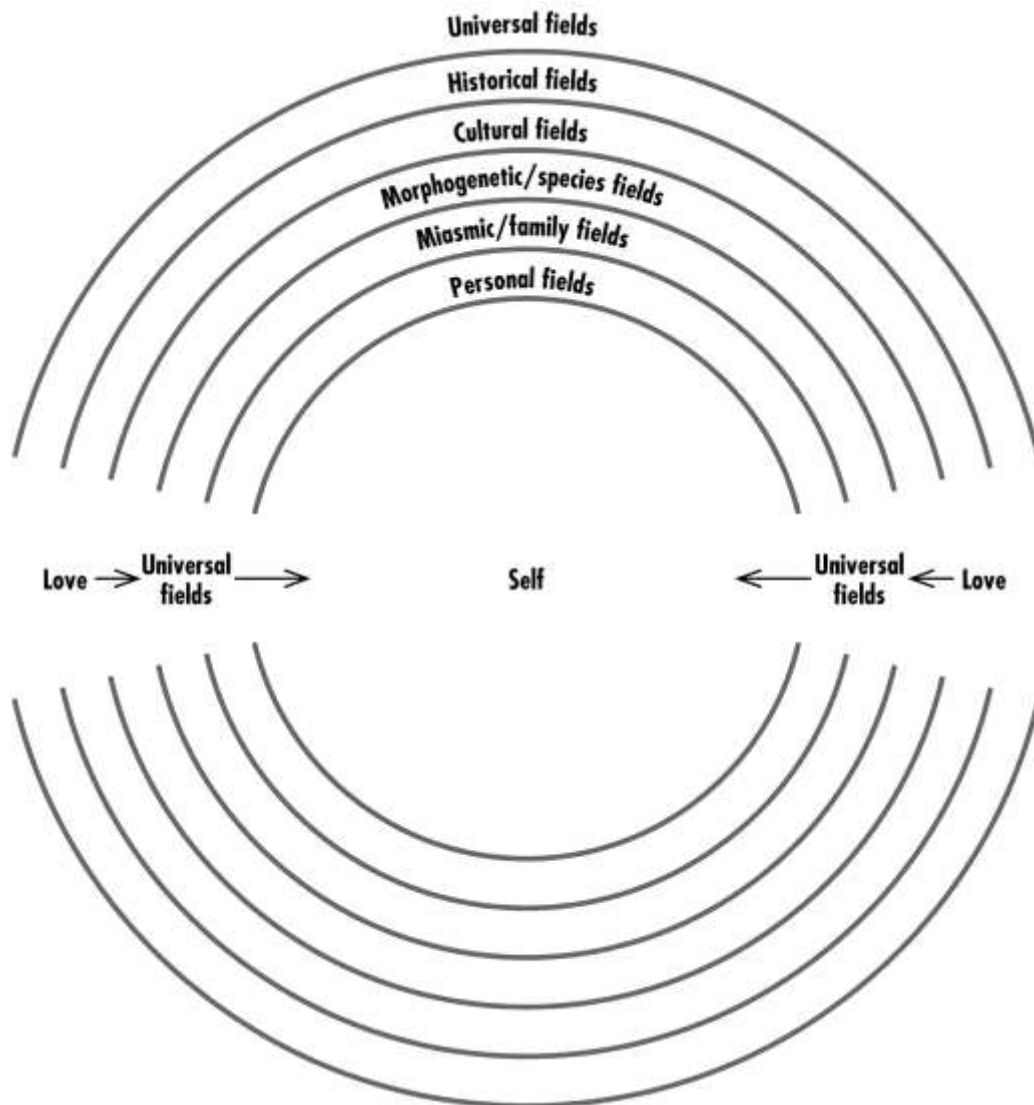 Universal fields
Historical fields
Cultural fields
Morphogenetic/species fields
Miasmic/family fields
Personal fields
Love Universal fields Self Universal fields Love